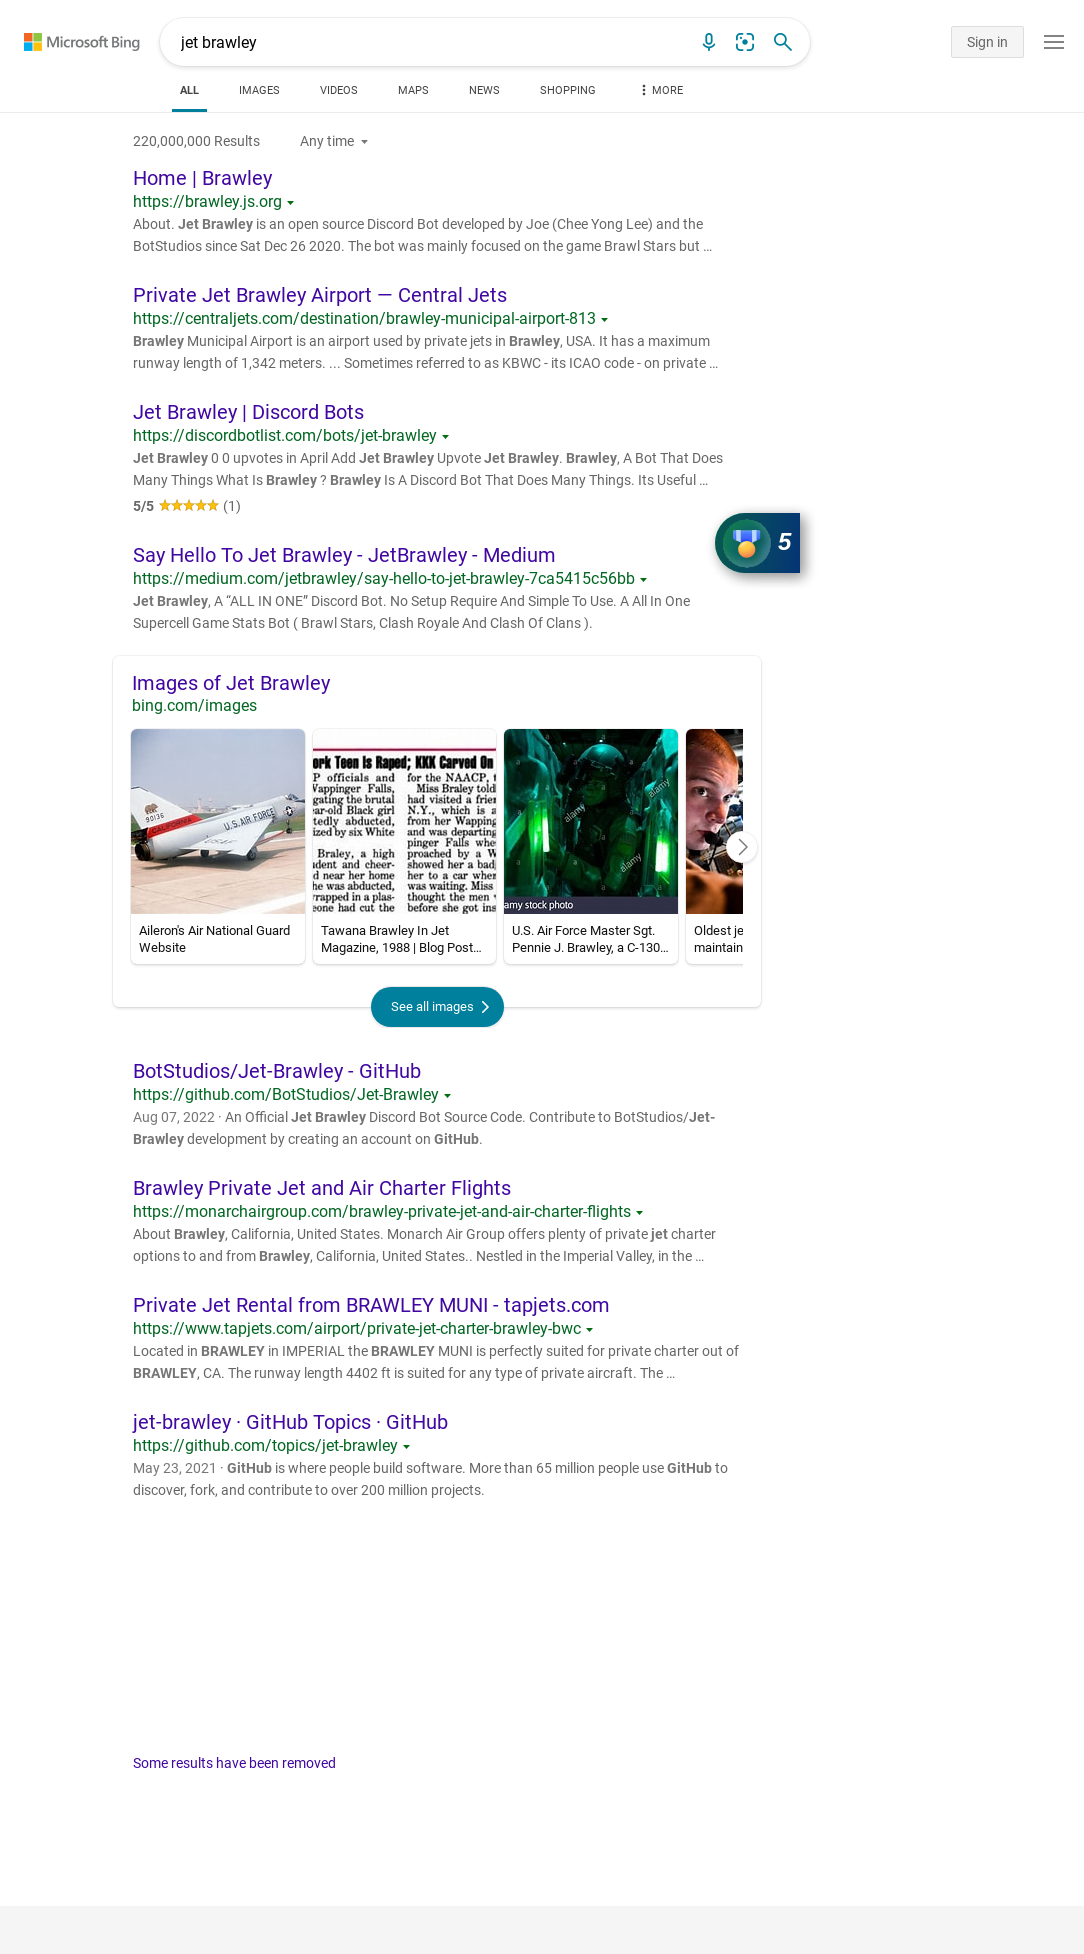 Microsoft Bing
jet brawley
Sign in
ALL IMAGES VIDEOS MAPS NEWS SHOPPING MORE
220,000,000 Results Any time
Home | Brawley
https://brawley.js.org
About. Jet Brawley is an open source Discord Bot developed by Joe (Chee Yong Lee) and the
BotStudios since Sat Dec 26 2020. The bot was mainly focused on the game Brawl Stars but …
Private Jet Brawley Airport — Central Jets
https://centraljets.com/destination/brawley-municipal-airport-813
Brawley Municipal Airport is an airport used by private jets in Brawley, USA. It has a maximum
runway length of 1,342 meters. ... Sometimes referred to as KBWC - its ICAO code - on private …
Jet Brawley | Discord Bots
https://discordbotlist.com/bots/jet-brawley
Jet Brawley 0 0 upvotes in April Add Jet Brawley Upvote Jet Brawley. Brawley, A Bot That Does
Many Things What Is Brawley ? Brawley Is A Discord Bot That Does Many Things. Its Useful …
5/5 (1)
5
Say Hello To Jet Brawley - JetBrawley - Medium
https://medium.com/jetbrawley/say-hello-to-jet-brawley-7ca5415c56bb
Jet Brawley, A “ALL IN ONE” Discord Bot. No Setup Require And Simple To Use. A All In One
Supercell Game Stats Bot ( Brawl Stars, Clash Royale And Clash Of Clans ).
Images of Jet Brawley
bing.com/images
90136
CALIFORNIA
U.S. AIR FORCE
ork Teen Is Raped; KKK Carved On
P officials and
Wappinger Falls,
gating the brutal
ear-old Black girl
tedly abducted,
ized by six White
Braley, a high
dent and cheer-
d near her home
he was abducted,
rapped in a plas-
eone had cut the
for the NAACP, t
Miss Braley told
had visited a frier
N.Y., which is a
from her Wapping
and was departing
pinger Falls whe
proached by a W
showed her a bad
her to a car wher
was waiting. Miss
thought the men
before she got ins
alamy
alamy
alamy
amy stock photo
Aileron's Air National Guard
Website
Tawana Brawley In Jet
Magazine, 1988 | Blog Post…
U.S. Air Force Master Sgt.
Pennie J. Brawley, a C-130…
Oldest je
maintain
See all images
BotStudios/Jet-Brawley - GitHub
https://github.com/BotStudios/Jet-Brawley
Aug 07, 2022 · An Official Jet Brawley Discord Bot Source Code. Contribute to BotStudios/Jet-
Brawley development by creating an account on GitHub.
Brawley Private Jet and Air Charter Flights
https://monarchairgroup.com/brawley-private-jet-and-air-charter-flights
About Brawley, California, United States. Monarch Air Group offers plenty of private jet charter
options to and from Brawley, California, United States.. Nestled in the Imperial Valley, in the …
Private Jet Rental from BRAWLEY MUNI - tapjets.com
https://www.tapjets.com/airport/private-jet-charter-brawley-bwc
Located in BRAWLEY in IMPERIAL the BRAWLEY MUNI is perfectly suited for private charter out of
BRAWLEY, CA. The runway length 4402 ft is suited for any type of private aircraft. The …
jet-brawley · GitHub Topics · GitHub
https://github.com/topics/jet-brawley
May 23, 2021 · GitHub is where people build software. More than 65 million people use GitHub to
discover, fork, and contribute to over 200 million projects.
Some results have been removed